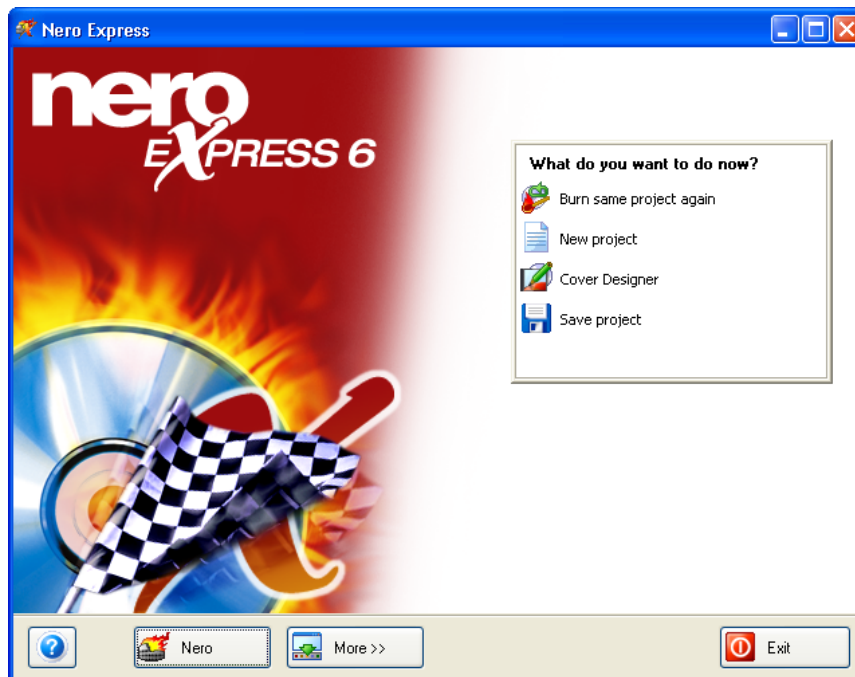 Nero Express
nero
EXPRESS 6
What do you want to do now?
Burn same project again
New project
Cover Designer
Save project
?
Nero
More >>
Exit